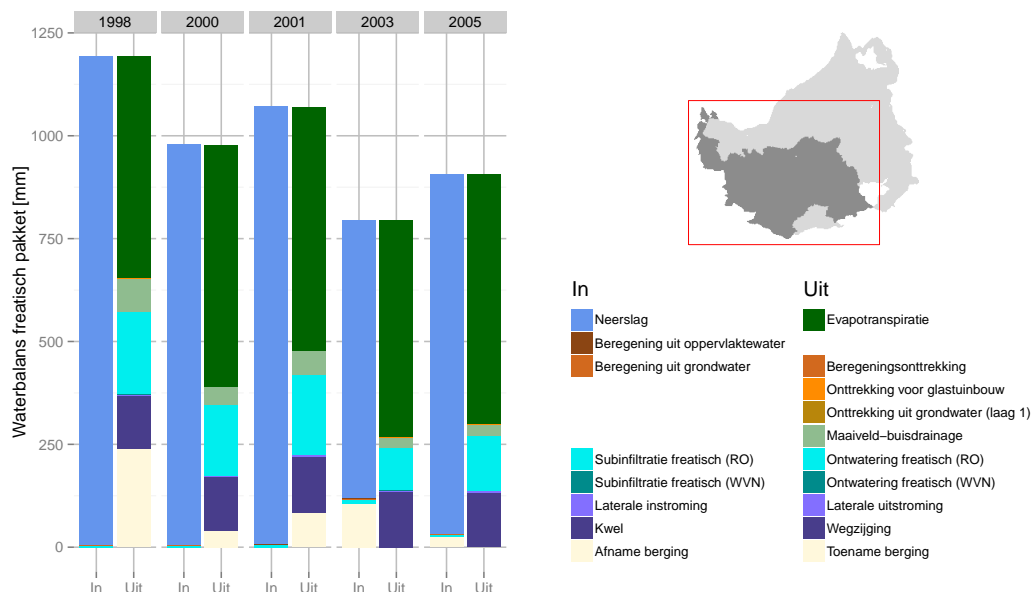 1998 2000 2001 2003 2005
Waterbalans freatisch pakket [mm]
1250
1000
750
500
250
0
In Uit In Uit In Uit In Uit In Uit
In
Neerslag
Beregening uit oppervlaktewater
Beregening uit grondwater
Subinfiltratie freatisch (RO)
Subinfiltratie freatisch (WVN)
Laterale instroming
Kwel
Afname berging
Uit
Evapotranspiratie
Beregeningsonttrekking
Onttrekking voor glastuinbouw
Onttrekking uit grondwater (laag 1)
Maaiveld−buisdrainage
Ontwatering freatisch (RO)
Ontwatering freatisch (WVN)
Laterale uitstroming
Wegzijging
Toename berging